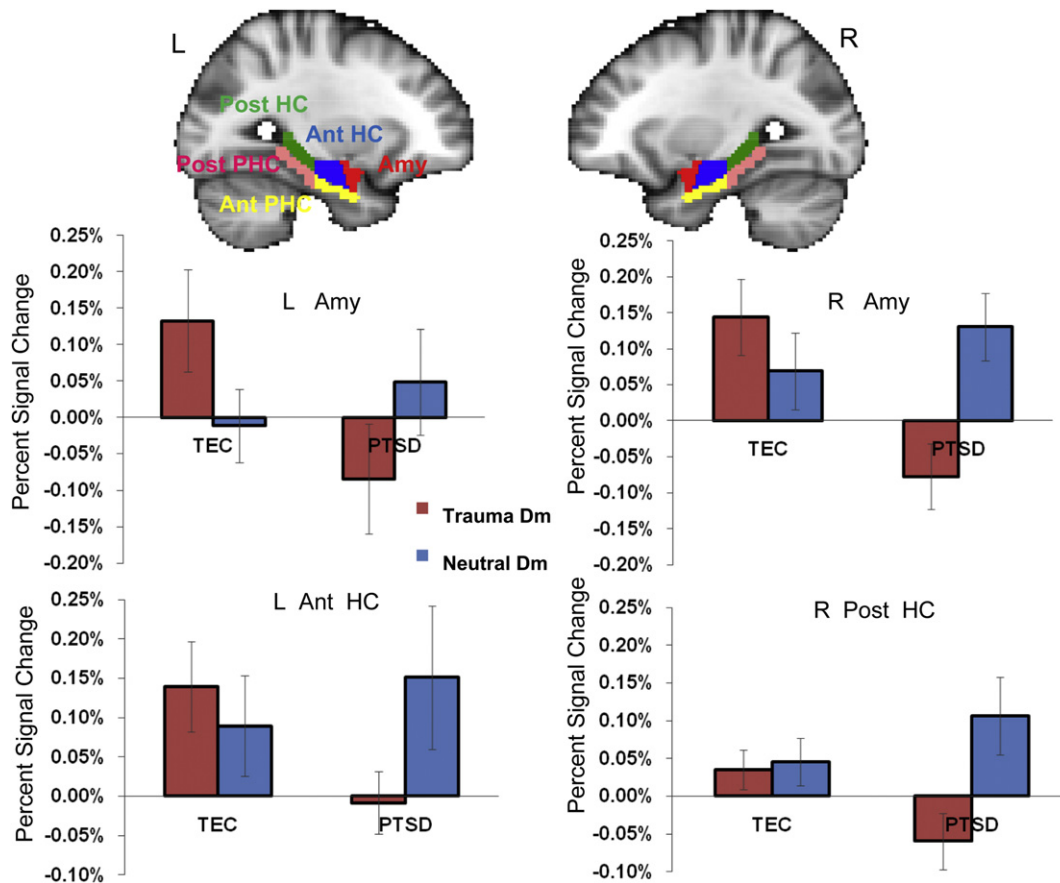 L
R
Post HC
Ant HC
Post PHC
Amy
Ant PHC
L Amy
Percent Signal Change
0.25%
0.20%
0.15%
0.10%
0.05%
0.00%
-0.05%
-0.10%
-0.15%
-0.20%
TEC
PTSD
R Amy
Percent Signal Change
0.25%
0.20%
0.15%
0.10%
0.05%
0.00%
-0.05%
-0.10%
-0.15%
-0.20%
TEC
PTSD
Trauma Dm
Neutral Dm
L Ant HC
Percent Signal Change
0.25%
0.20%
0.15%
0.10%
0.05%
0.00%
-0.05%
-0.10%
TEC
PTSD
R Post HC
Percent Signal Change
0.25%
0.20%
0.15%
0.10%
0.05%
0.00%
-0.05%
-0.10%
TEC
PTSD